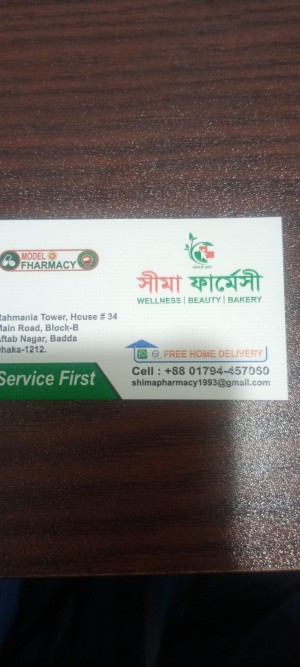 MODEL
FHARMACY
সীমা ফার্মেসী
WELLNESS | BEAUTY | BAKERY
Rahmania Tower, House # 34
Main Road, Block-B
Aftab Nagar, Badda
Dhaka-1212.
FREE HOME DELIVERY
Service First
Cell : +88 01794-457060
shimapharmacy1993@gmail.com